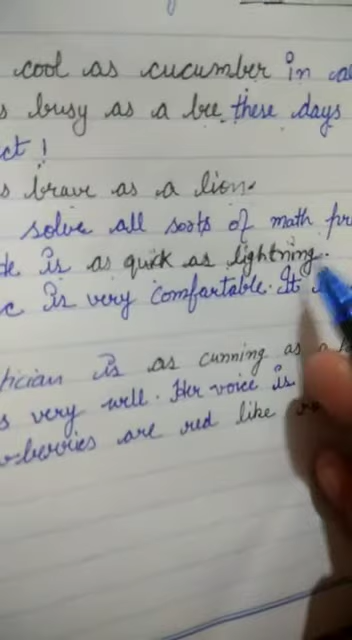 cool as cucumber in
busy as a bee these days
ct!
s brave as a lion.
solve all sorts of math
is as quick as lightning.
c is very comfortable. It
ician is as cunning as a
s very well. Her voice is
berries are red like